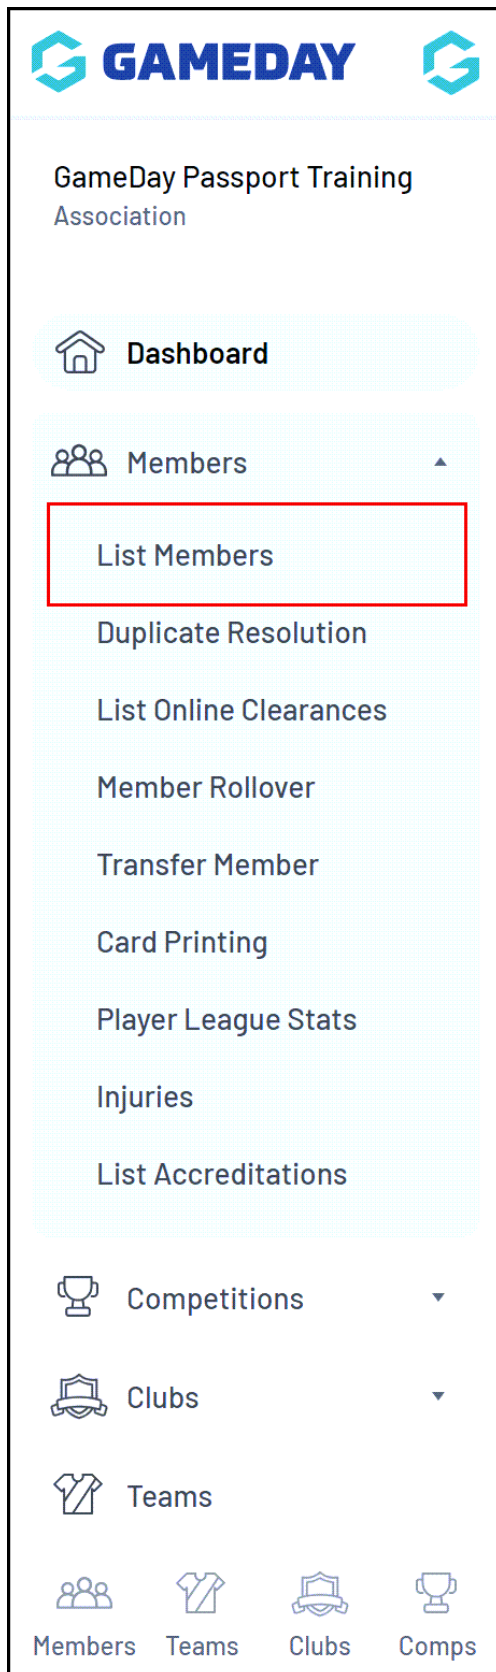 GAMEDAY
GameDay Passport Training
Association
Dashboard
Members
List Members
Duplicate Resolution
List Online Clearances
Member Rollover
Transfer Member
Card Printing
Player League Stats
Injuries
List Accreditations
Competitions
Clubs
Teams
Members Teams Clubs Comps